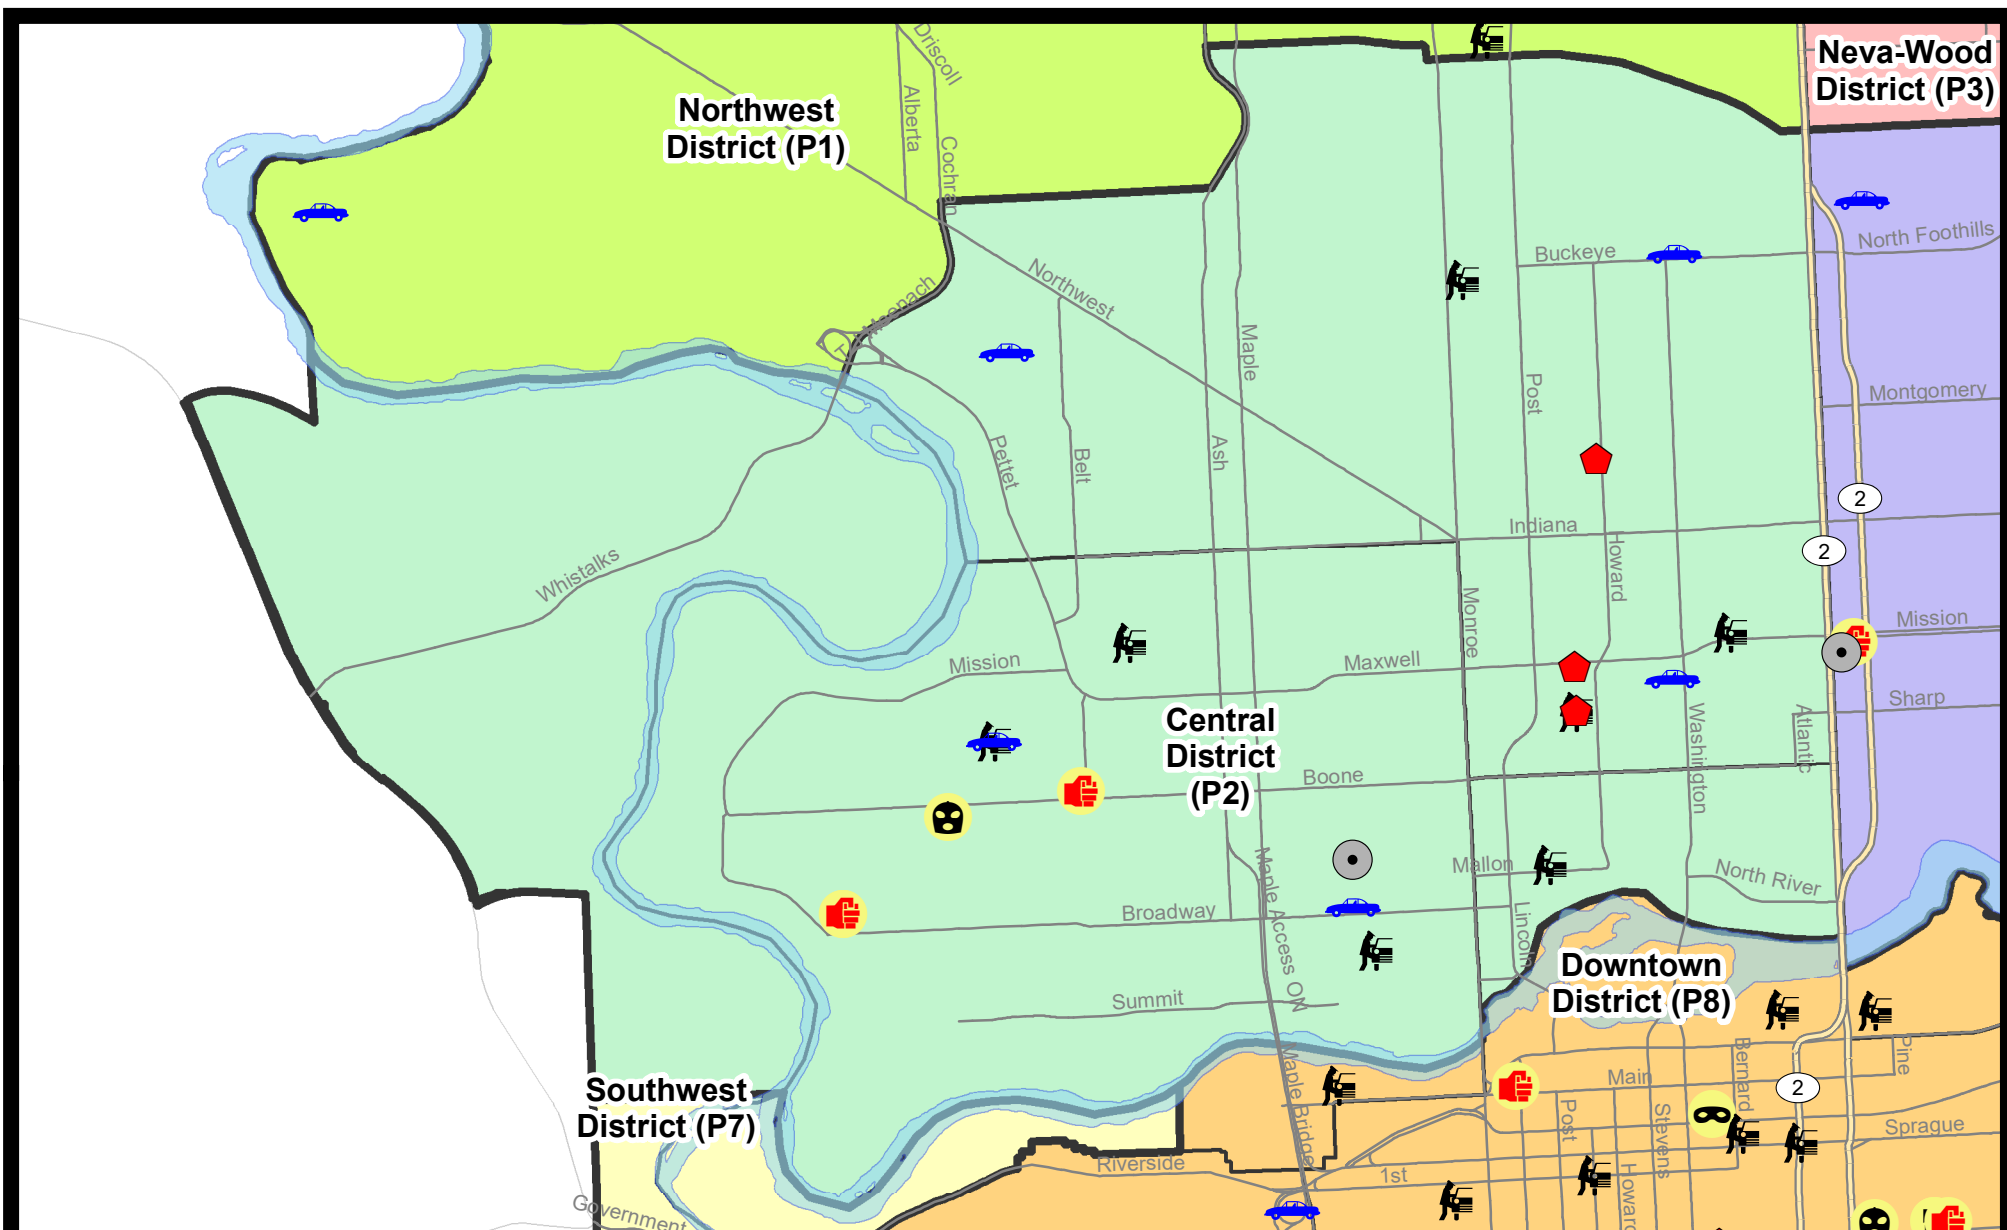 Neva-Wood
District (P3)
Driscoll
Northwest
District (P1)
Alberta
Cochran
North Foothills
Buckeye
Northwest
Maple
Montgomery
Post
Ash
Pettet
Belt
2
Indiana
2
Howard
Whistalks
Monroe
Mission
Maxwell
Mission
Sharp
Central
District
(P2)
Washington
Atlantic
Boone
Mallon
North River
Maple Access ON
Broadway
Lincoln
Downtown
District (P8)
Summit
Southwest
District (P7)
Maple Bridge
Main
Bernard
Pine
2
Post
Stevens
Sprague
Riverside
1st
Howard
Government